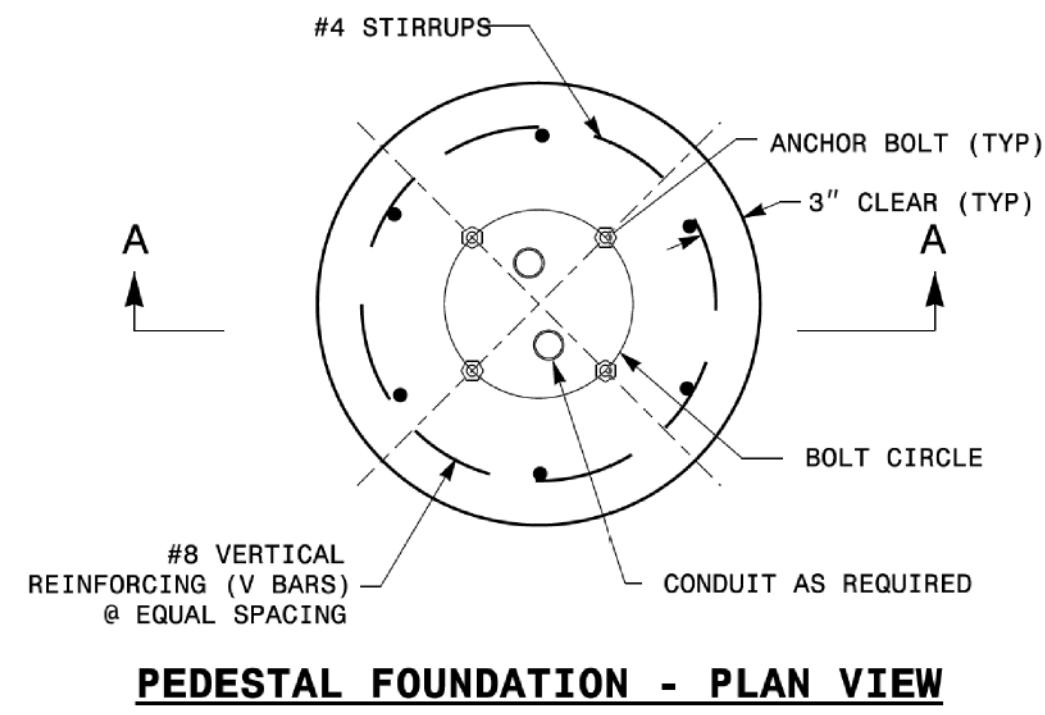 #4 STIRRUPS
ANCHOR BOLT (TYP)
3" CLEAR (TYP)
A
A
BOLT CIRCLE
#8 VERTICAL
REINFORCING (V BARS)
@ EQUAL SPACING
CONDUIT AS REQUIRED
PEDESTAL FOUNDATION - PLAN VIEW